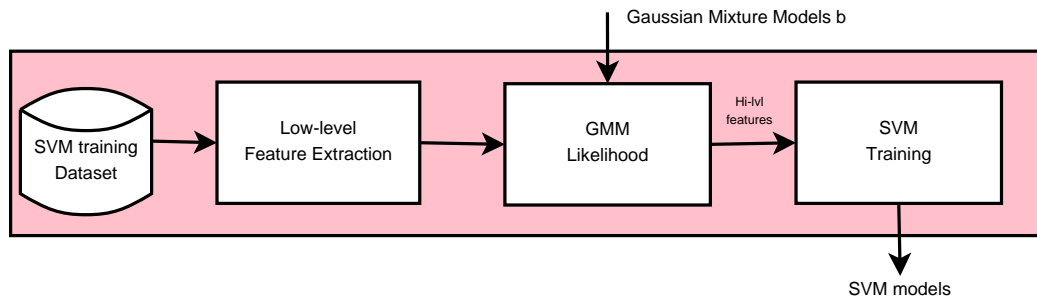 Gaussian Mixture Models b
SVM training
Dataset
Low-level
Feature Extraction
GMM
Likelihood
Hi-lvl
features
SVM
Training
SVM models